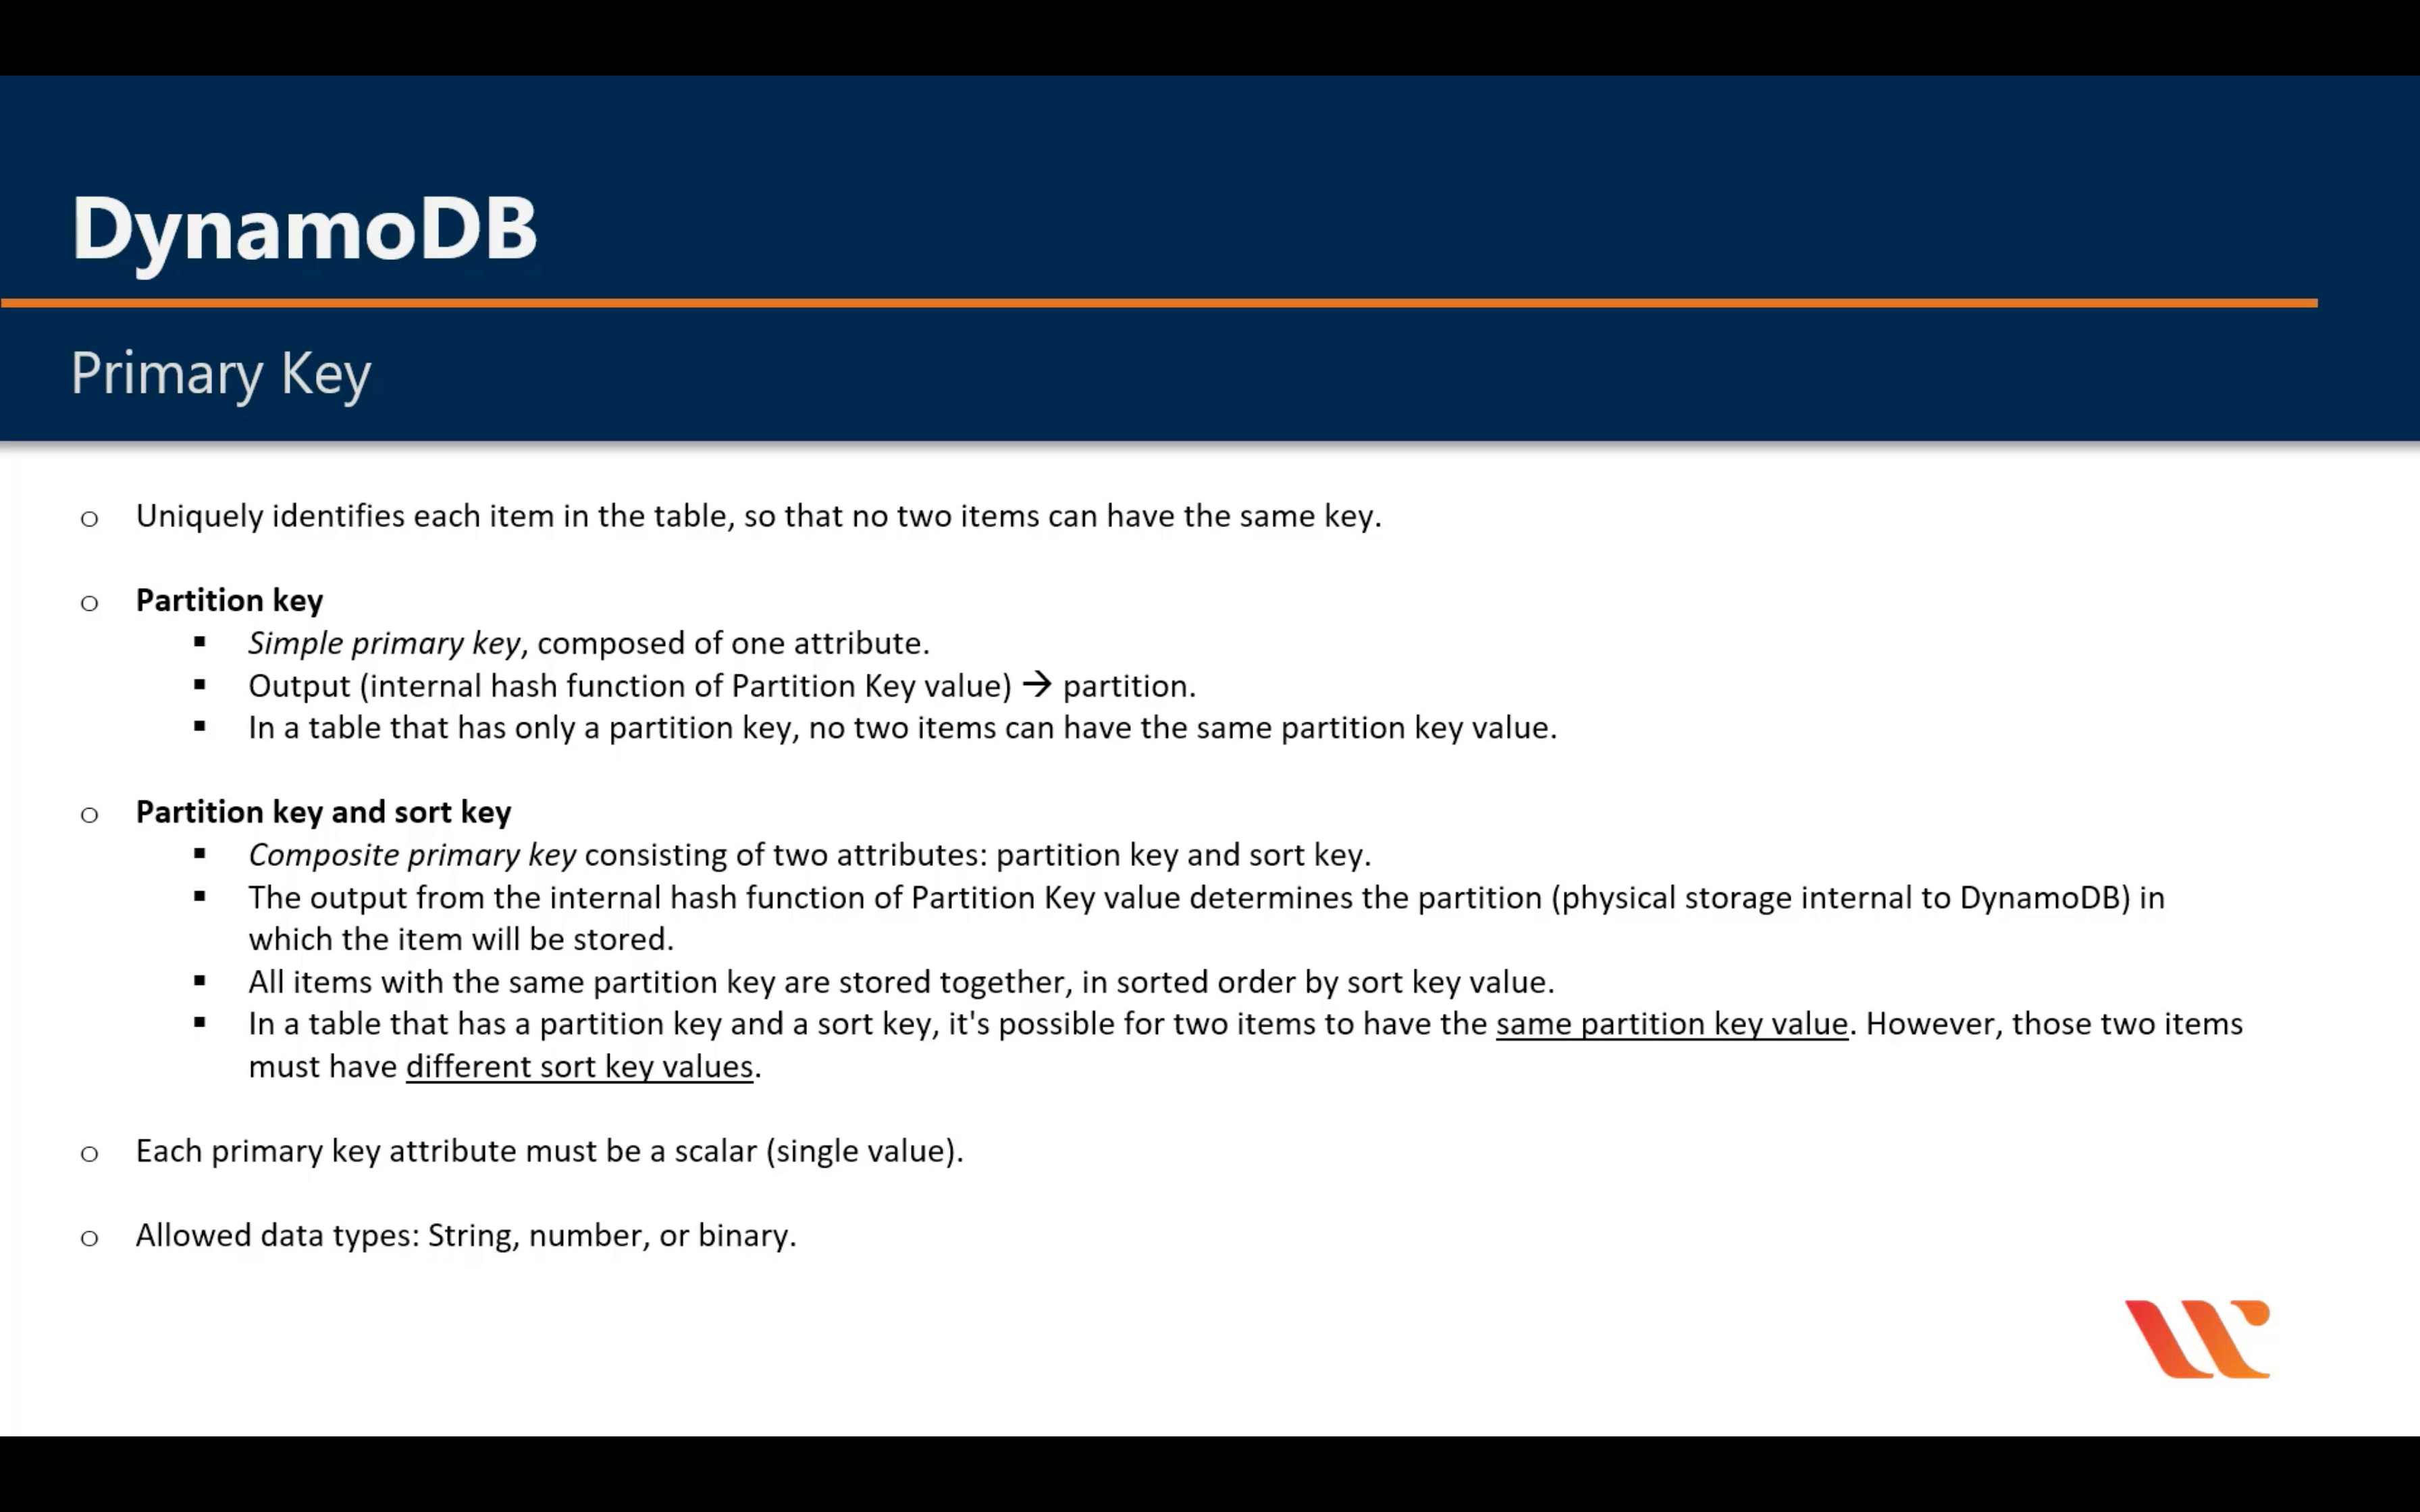 DynamoDB
Primary Key
o Uniquely identifies each item in the table, so that no two items can have the same key.
o Partition key
▪ Simple primary key, composed of one attribute.
▪ Output (internal hash function of Partition Key value) → partition.
▪ In a table that has only a partition key, no two items can have the same partition key value.
o Partition key and sort key
▪ Composite primary key consisting of two attributes: partition key and sort key.
▪ The output from the internal hash function of Partition Key value determines the partition (physical storage internal to DynamoDB) in
which the item will be stored.
▪ All items with the same partition key are stored together, in sorted order by sort key value.
▪ In a table that has a partition key and a sort key, it's possible for two items to have the same partition key value. However, those two items
must have different sort key values.
o Each primary key attribute must be a scalar (single value).
o Allowed data types: String, number, or binary.